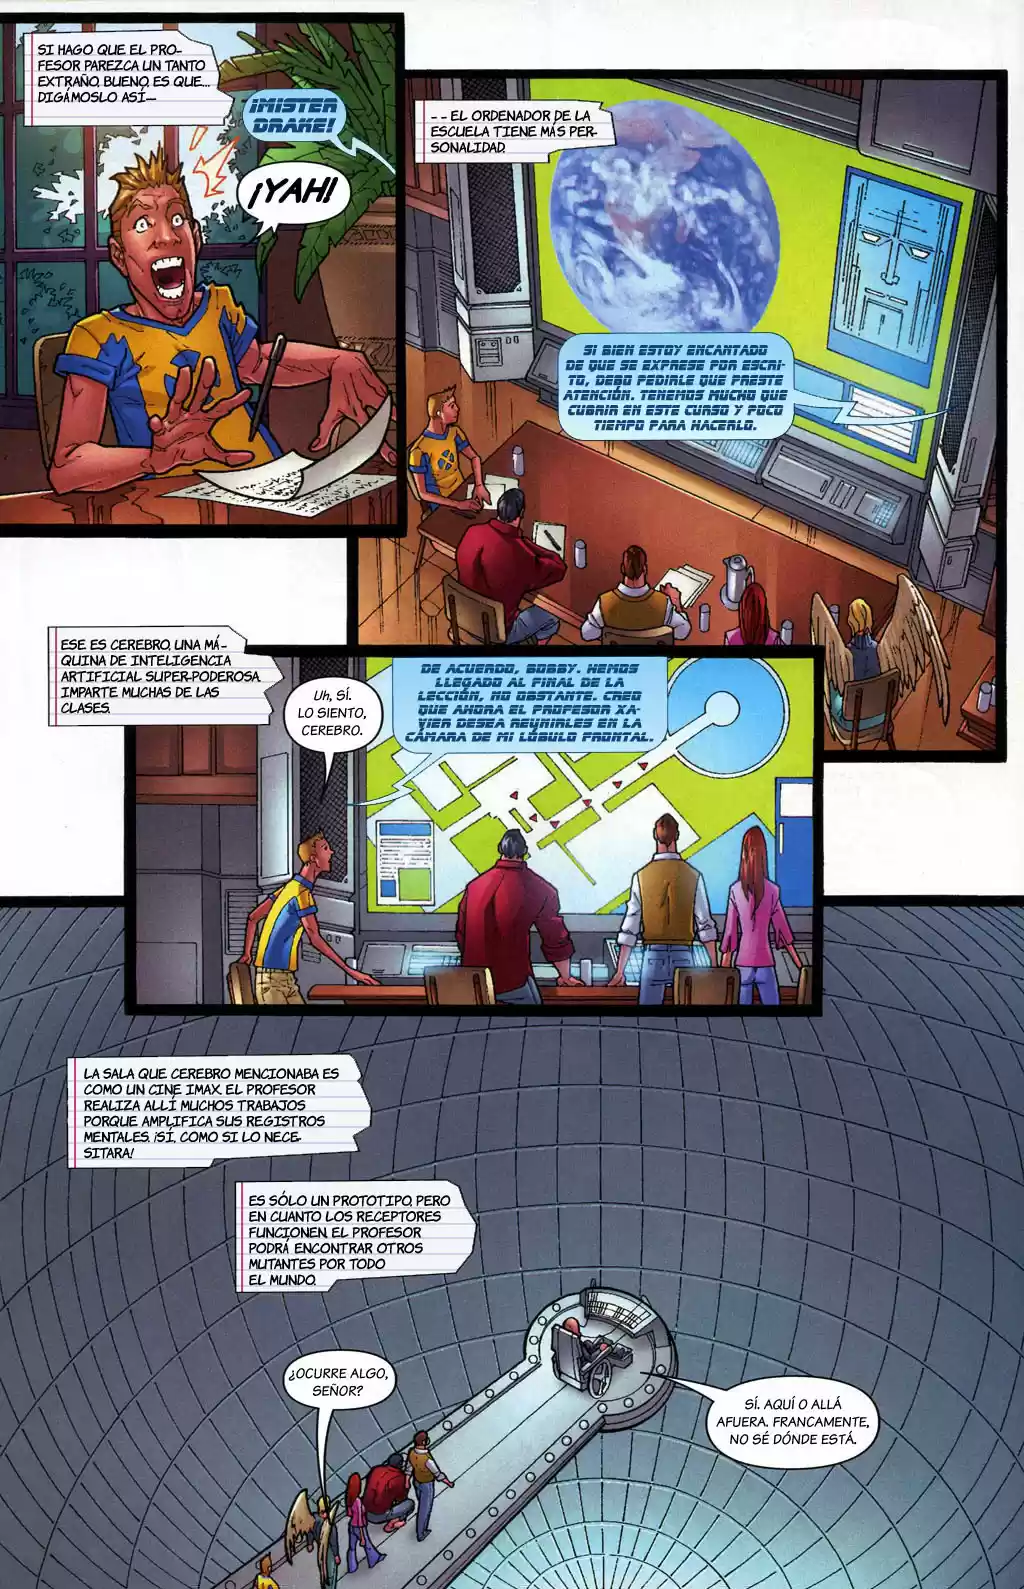 SI HAGO QUE EL PRO-
FESOR PAREZCA UN TANTO
EXTRAÑO. BUENO, ES QUE...
DIGÁMOSLO ASÍ--
¡MISTER
DRAKE!
¡YAH!
-- EL ORDENADOR DE LA
ESCUELA TIENE MÁS PER-
SONALIDAD.
SI BIEN ESTOY ENCANTADO
DE QUE SE EXPRESE POR ESCRI-
TO, DEBO PEDIRLE QUE PRESTE
ATENCIÓN. TENEMOS MUCHO QUE
CUBRIR EN ESTE CURSO Y POCO
TIEMPO PARA HACERLO.
ESE ES CEREBRO, UNA MÁ-
QUINA DE INTELIGENCIA
ARTIFICIAL SUPER-PODEROSA.
IMPARTE MUCHAS DE LAS
CLASES.
Uh, SÍ.
LO SIENTO,
CEREBRO.
DE ACUERDO, BOBBY. HEMOS
LLEGADO AL FINAL DE LA
LECCIÓN, NO OBSTANTE. CREO
QUE AHORA EL PROFESOR XA-
VIER DESEA REUNIRLES EN LA
CÁMARA DE MI LÓBULO FRONTAL.
LA SALA QUE CEREBRO MENCIONABA ES
COMO UN CINE IMAX. EL PROFESOR
REALIZA ALLÍ MUCHOS TRABAJOS
PORQUE AMPLIFICA SUS REGISTROS
MENTALES. ¡SÍ, COMO SI LO NECE-
SITARA!
ES SÓLO UN PROTOTIPO, PERO
EN CUANTO LOS RECEPTORES
FUNCIONEN, EL PROFESOR
PODRÁ ENCONTRAR OTROS
MUTANTES POR TODO
EL MUNDO.
¿OCURRE ALGO,
SEÑOR?
SÍ. AQUÍ O ALLÁ
AFUERA. FRANCAMENTE,
NO SÉ DÓNDE ESTÁ.